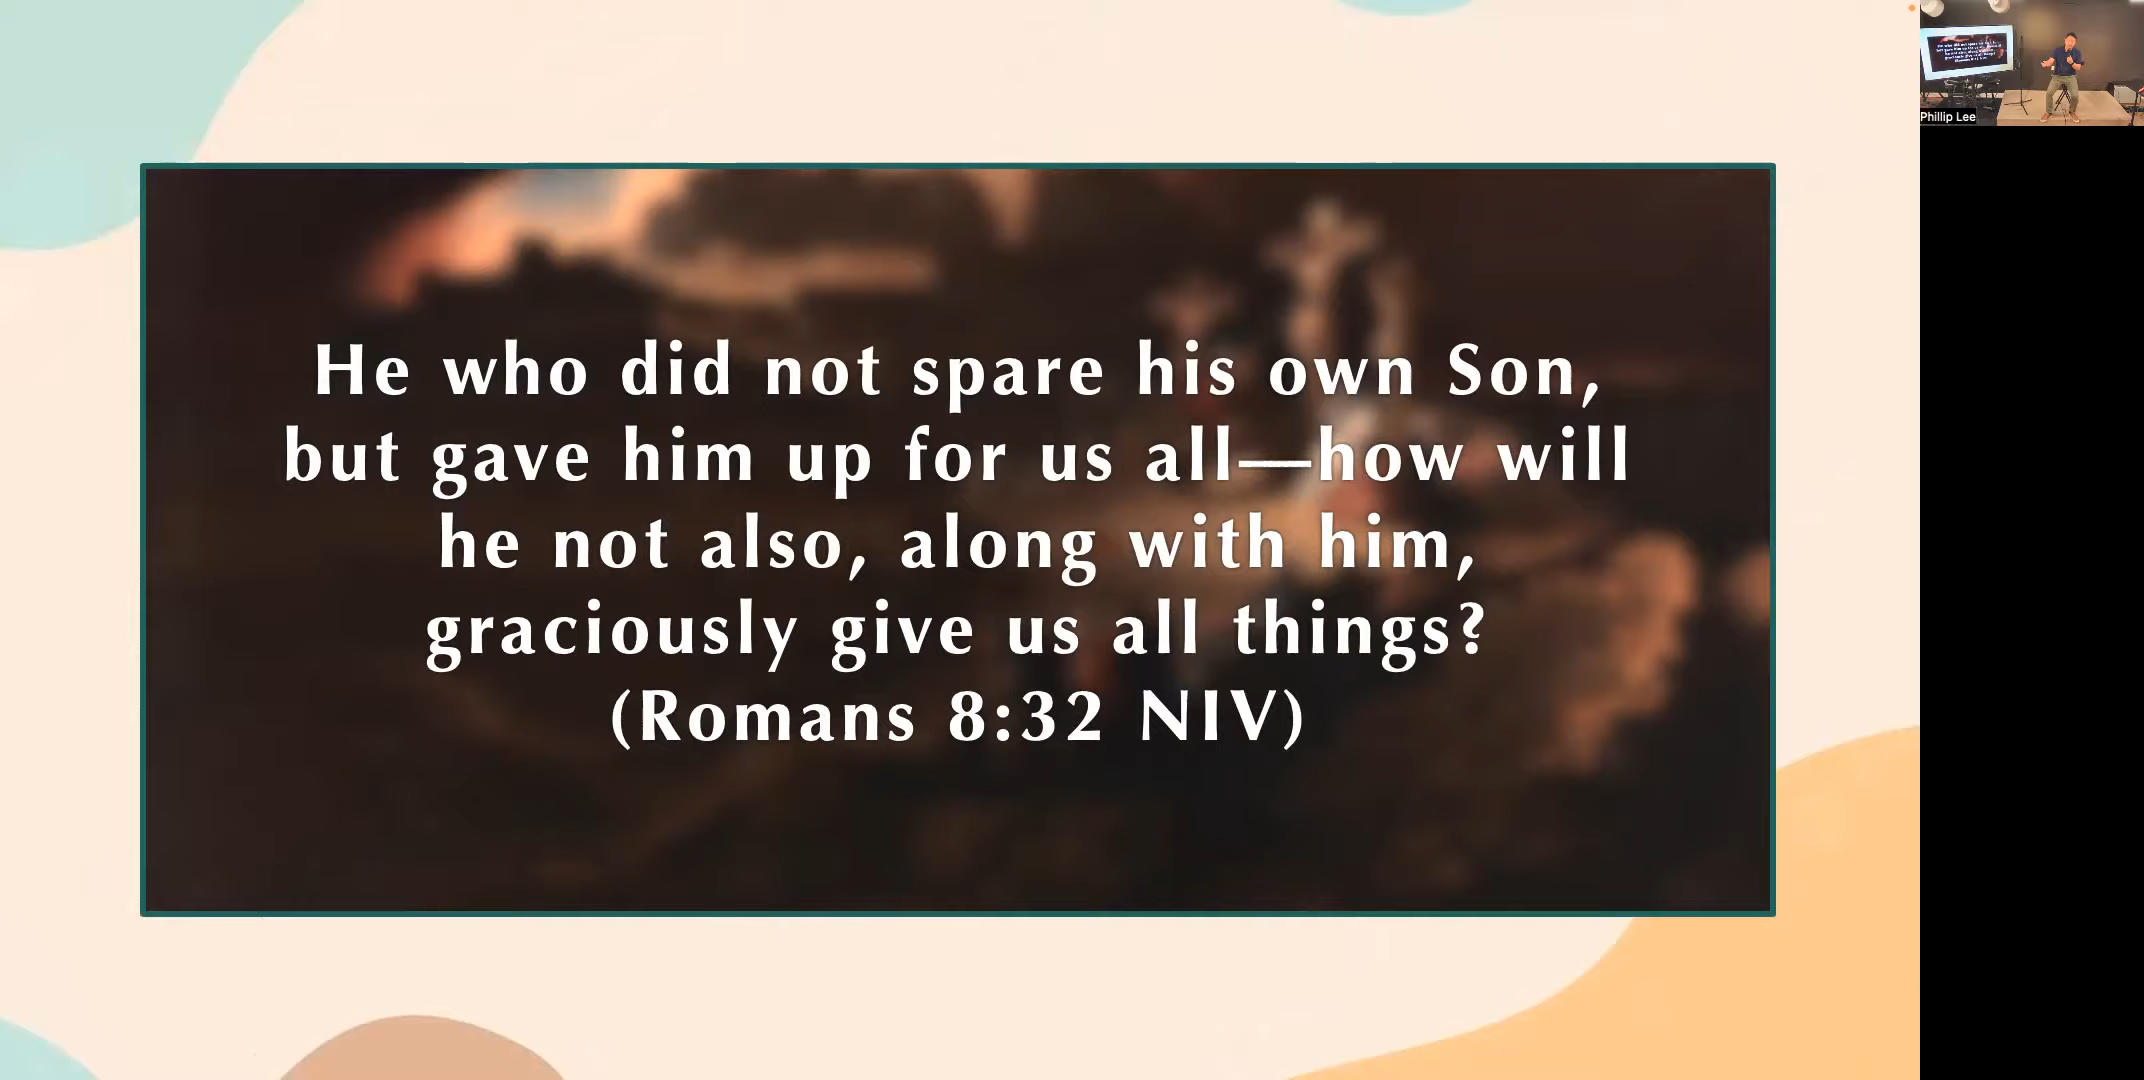 He who did not spare his own Son,
but gave him up for us all—how will
he not also, along with him,
graciously give us all things?
(Romans 8:32 NIV)
Phillip Lee